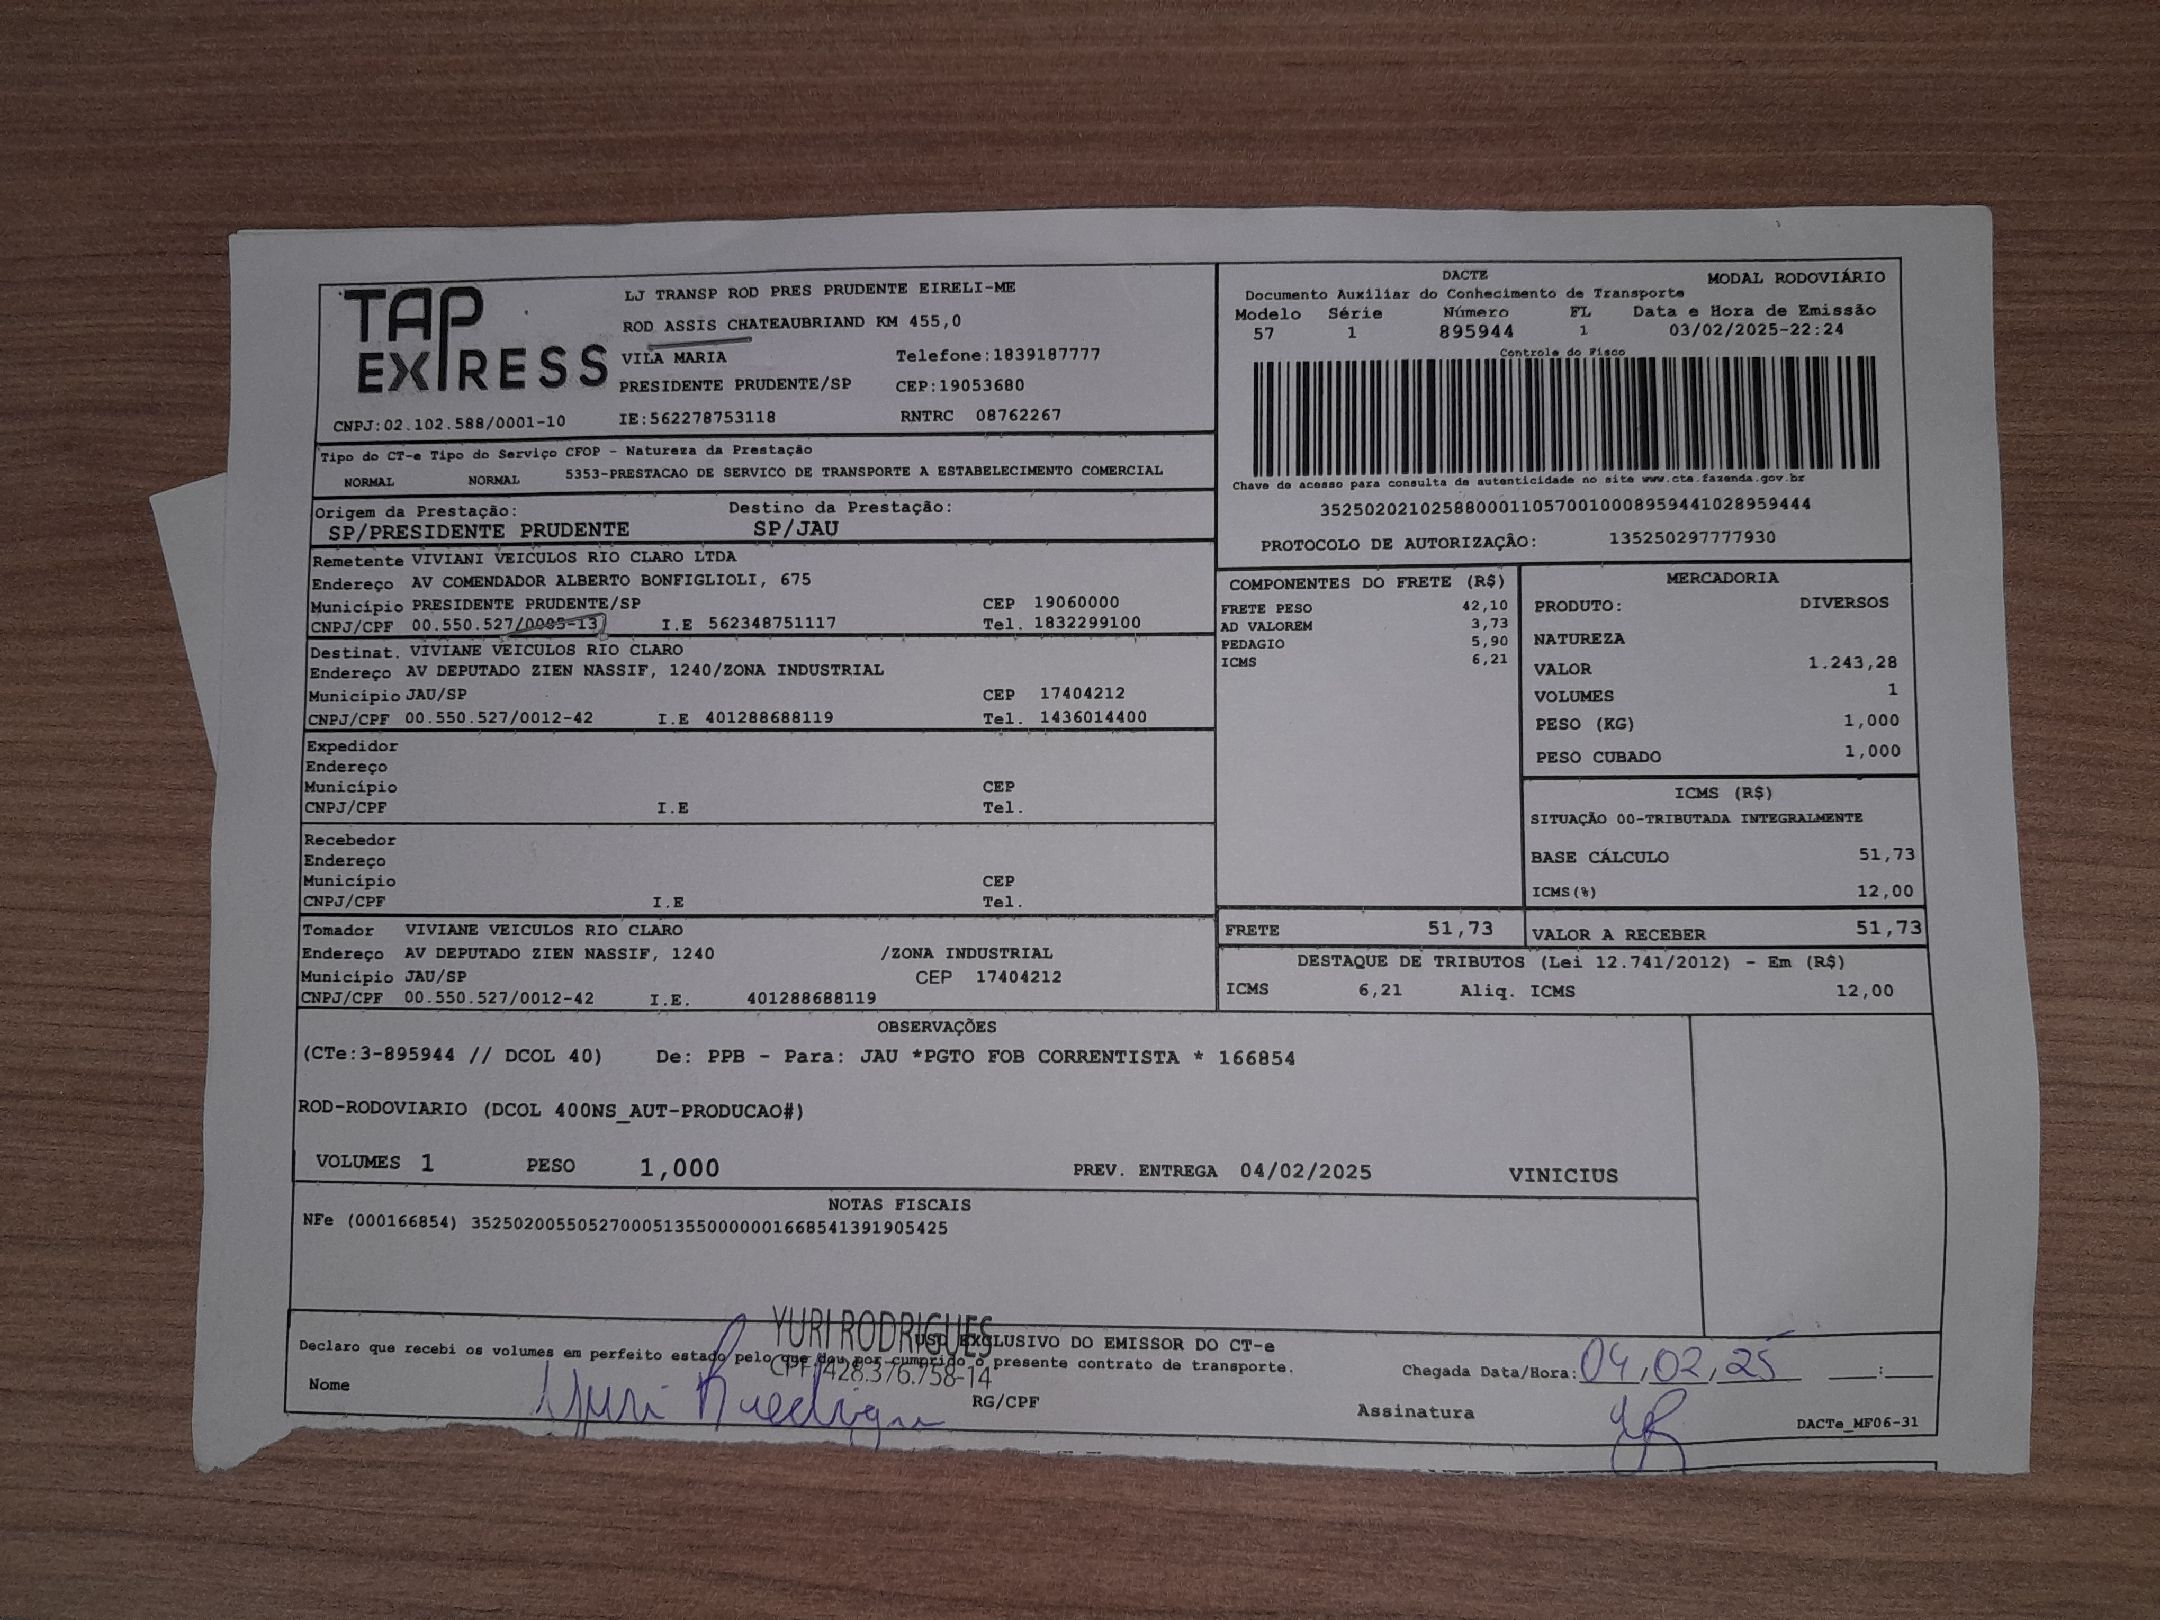 TAP EXPRESS
LJ TRANSP ROD PRES PRUDENTE EIRELI-ME
ROD ASSIS CHATEAUBRIAND KM 455,0
VILA MARIA Telefone:1839187777
PRESIDENTE PRUDENTE/SP CEP:19053680
CNPJ:02.102.588/0001-10 IE:562278753118 RNTRC 08762267
DACTE MODAL RODOVIÁRIO
Documento Auxiliar do Conhecimento de Transporte
Modelo Série Número FL Data e Hora de Emissão
57 1 895944 1 03/02/2025-22:24
Controle do Fisco
Chave de acesso para consulta de autenticidade no site www.cte.fazenda.gov.br
35250202102588000110570010008959441028959444
PROTOCOLO DE AUTORIZAÇÃO: 135250297777930
Tipo do CT-e Tipo do Serviço CFOP - Natureza da Prestação
NORMAL NORMAL 5353-PRESTACAO DE SERVICO DE TRANSPORTE A ESTABELECIMENTO COMERCIAL
Origem da Prestação: Destino da Prestação:
SP/PRESIDENTE PRUDENTE SP/JAU
Remetente VIVIANI VEICULOS RIO CLARO LTDA
Endereço AV COMENDADOR ALBERTO BONFIGLIOLI, 675
Município PRESIDENTE PRUDENTE/SP CEP 19060000
CNPJ/CPF 00.550.527/0005-13 I.E 562348751117 Tel. 1832299100
Destinat. VIVIANE VEICULOS RIO CLARO
Endereço AV DEPUTADO ZIEN NASSIF, 1240/ZONA INDUSTRIAL
Município JAU/SP CEP 17404212
CNPJ/CPF 00.550.527/0012-42 I.E 401288688119 Tel. 1436014400
Expedidor
Endereço
Município CEP
CNPJ/CPF I.E Tel.
Recebedor
Endereço
Município CEP
CNPJ/CPF I.E Tel.
Tomador VIVIANE VEICULOS RIO CLARO
Endereço AV DEPUTADO ZIEN NASSIF, 1240 /ZONA INDUSTRIAL
Município JAU/SP CEP 17404212
CNPJ/CPF 00.550.527/0012-42 I.E. 401288688119
COMPONENTES DO FRETE (R$)
FRETE PESO 42,10
AD VALOREM 3,73
PEDAGIO 5,90
ICMS 6,21
MERCADORIA
PRODUTO: DIVERSOS
NATUREZA
VALOR 1.243,28
VOLUMES 1
PESO (KG) 1,000
PESO CUBADO 1,000
ICMS (R$)
SITUAÇÃO 00-TRIBUTADA INTEGRALMENTE
BASE CÁLCULO 51,73
ICMS(%) 12,00
FRETE 51,73 VALOR A RECEBER 51,73
DESTAQUE DE TRIBUTOS (Lei 12.741/2012) - Em (R$)
ICMS 6,21 Aliq. ICMS 12,00
OBSERVAÇÕES
(CTe:3-895944 // DCOL 40) De: PPB - Para: JAU *PGTO FOB CORRENTISTA * 166854
ROD-RODOVIARIO (DCOL 400NS_AUT-PRODUCAO#)
VOLUMES 1 PESO 1,000 PREV. ENTREGA 04/02/2025 VINICIUS
NOTAS FISCAIS
NFe (000166854) 35250200550527000513550000001668541391905425
YURI RODRIGUES
CPF: 428.376.758-14
USO EXCLUSIVO DO EMISSOR DO CT-e
Declaro que recebi os volumes em perfeito estado pelo que dou por cumprido o presente contrato de transporte.
Chegada Data/Hora: 04,02,25 :
Nome Yuri Rodrigues RG/CPF Assinatura YR DACTe_MF06-31